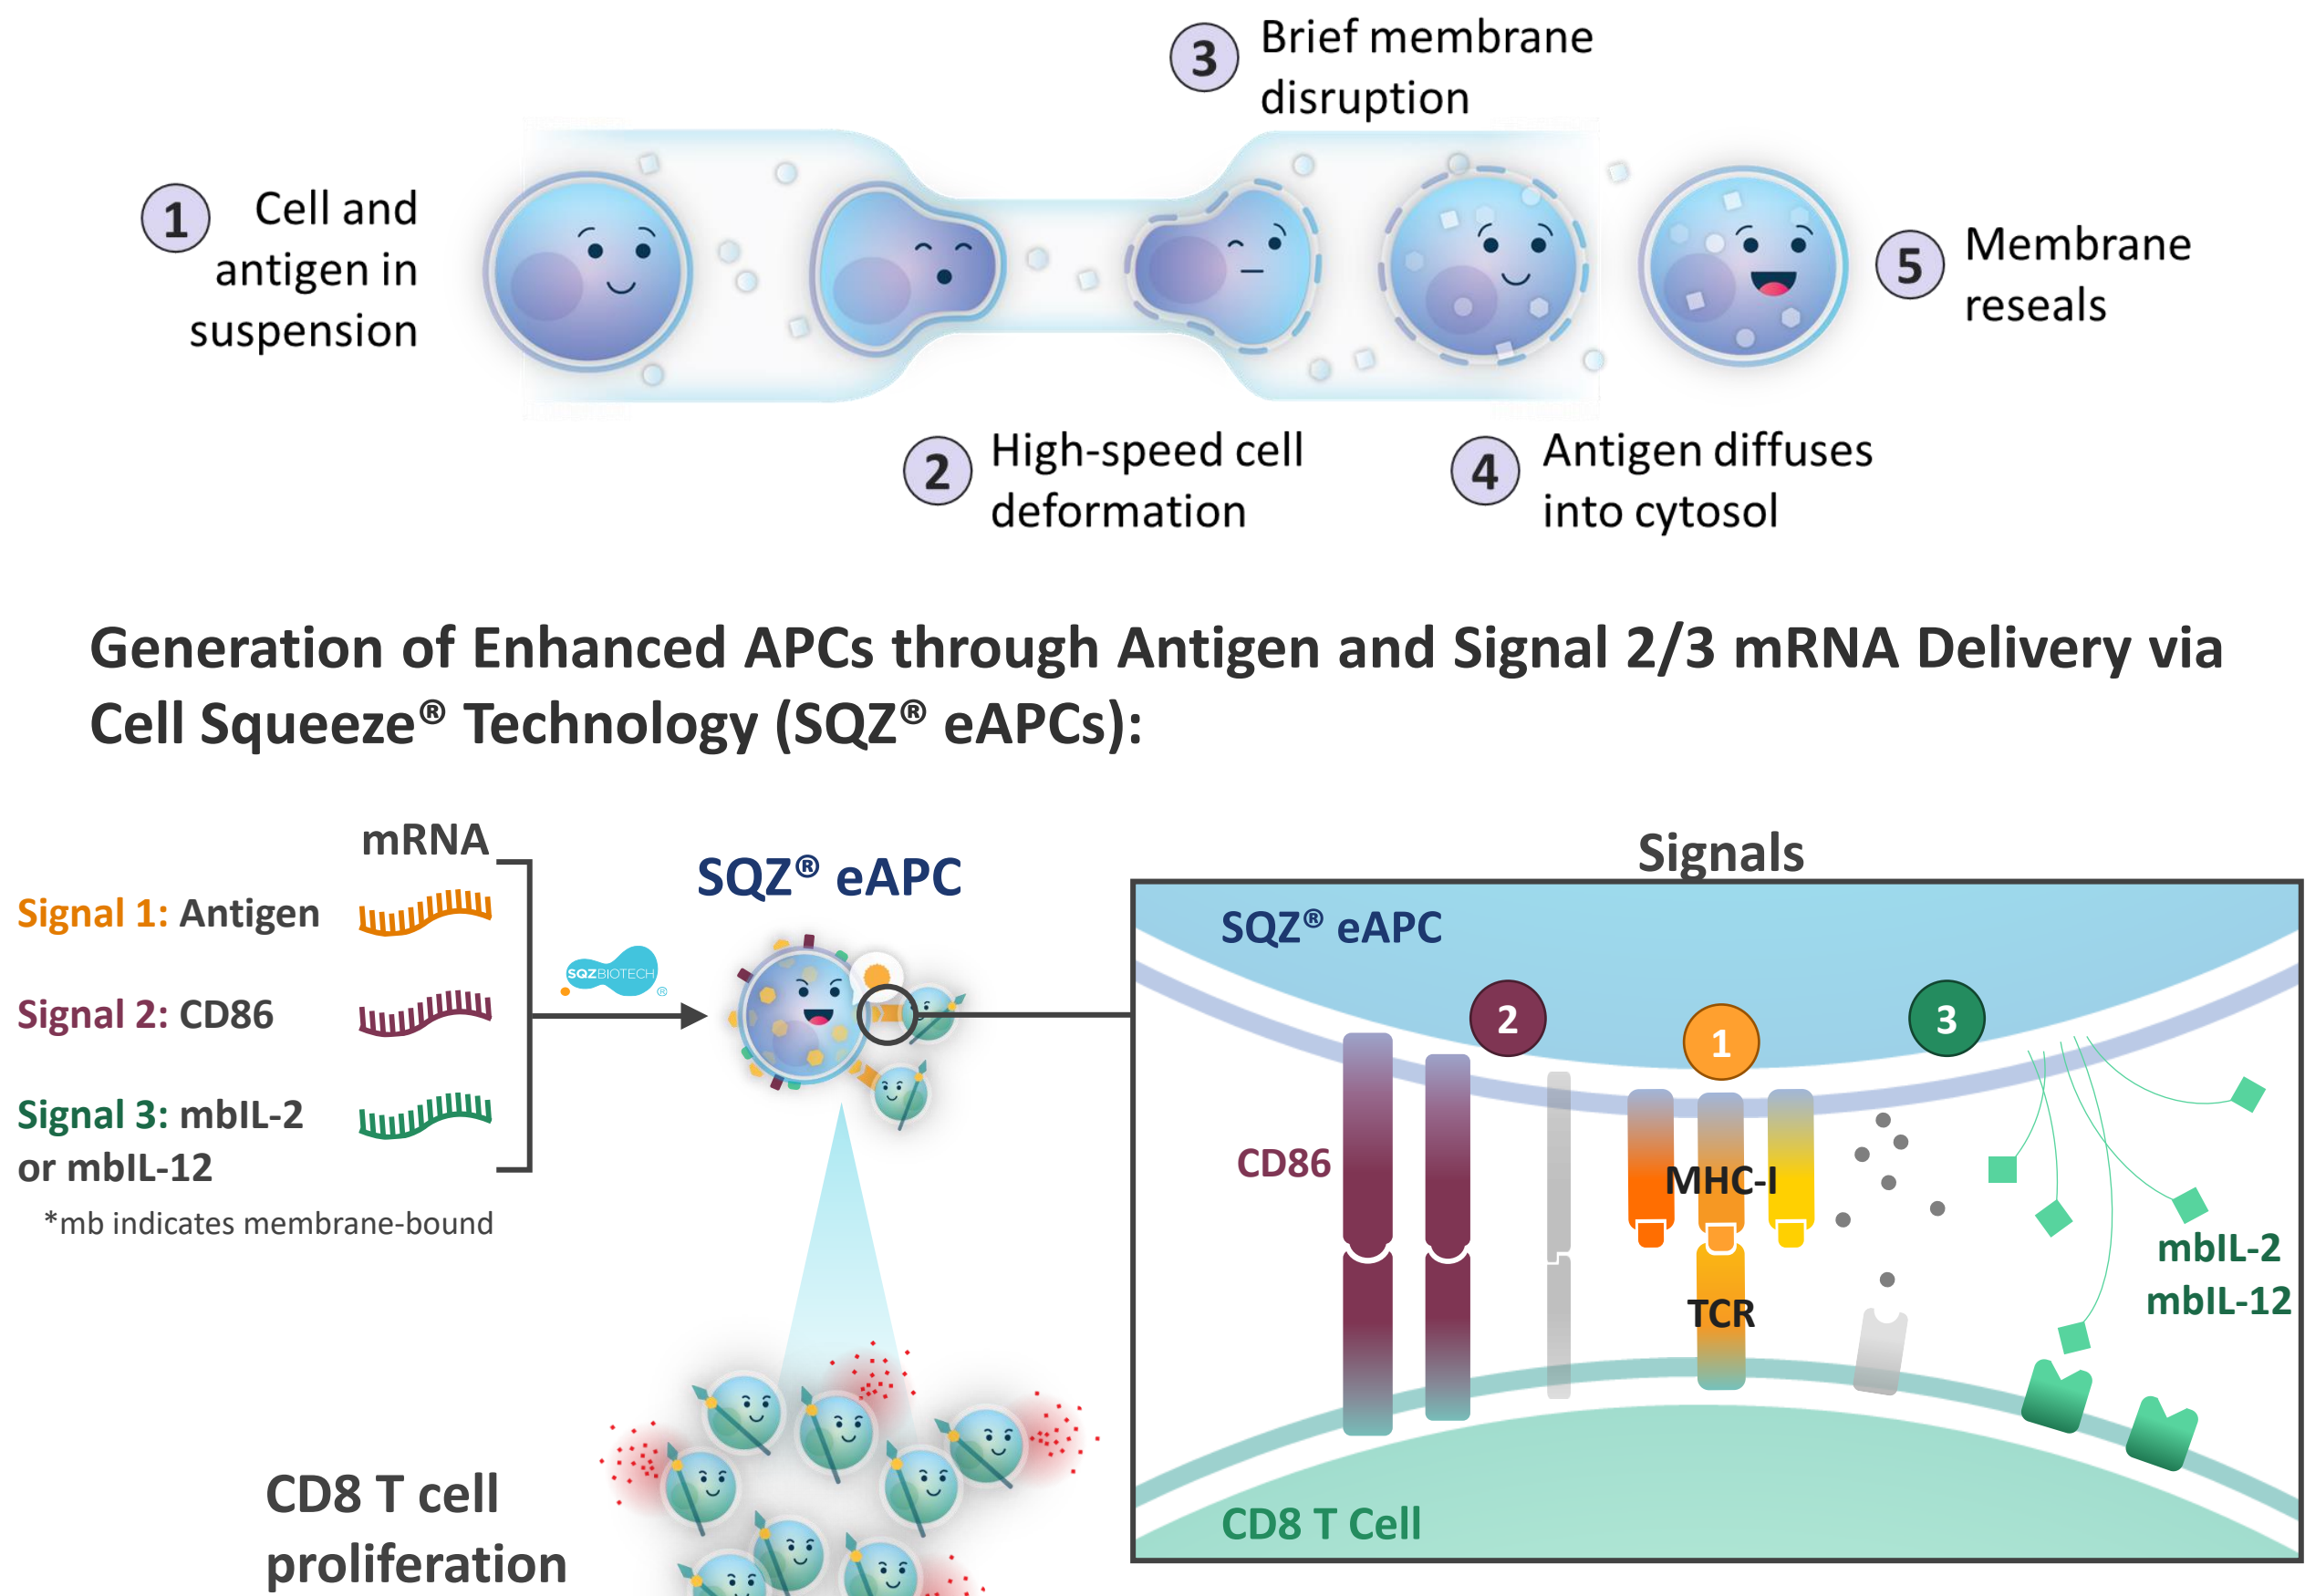 1
Cell and
antigen in
suspension
2
High-speed cell
deformation
3
Brief membrane
disruption
4
Antigen diffuses
into cytosol
5
Membrane
reseals
Generation of Enhanced APCs through Antigen and Signal 2/3 mRNA Delivery via
Cell Squeeze® Technology (SQZ® eAPCs):
mRNA
Signal 1: Antigen
Signal 2: CD86
Signal 3: mbIL-2
or mbIL-12
*mb indicates membrane-bound
SQZBIOTECH®
SQZ® eAPC
CD8 T cell
proliferation
Signals
SQZ® eAPC
2
1
3
CD86
MHC-I
TCR
mbIL-2
mbIL-12
CD8 T Cell